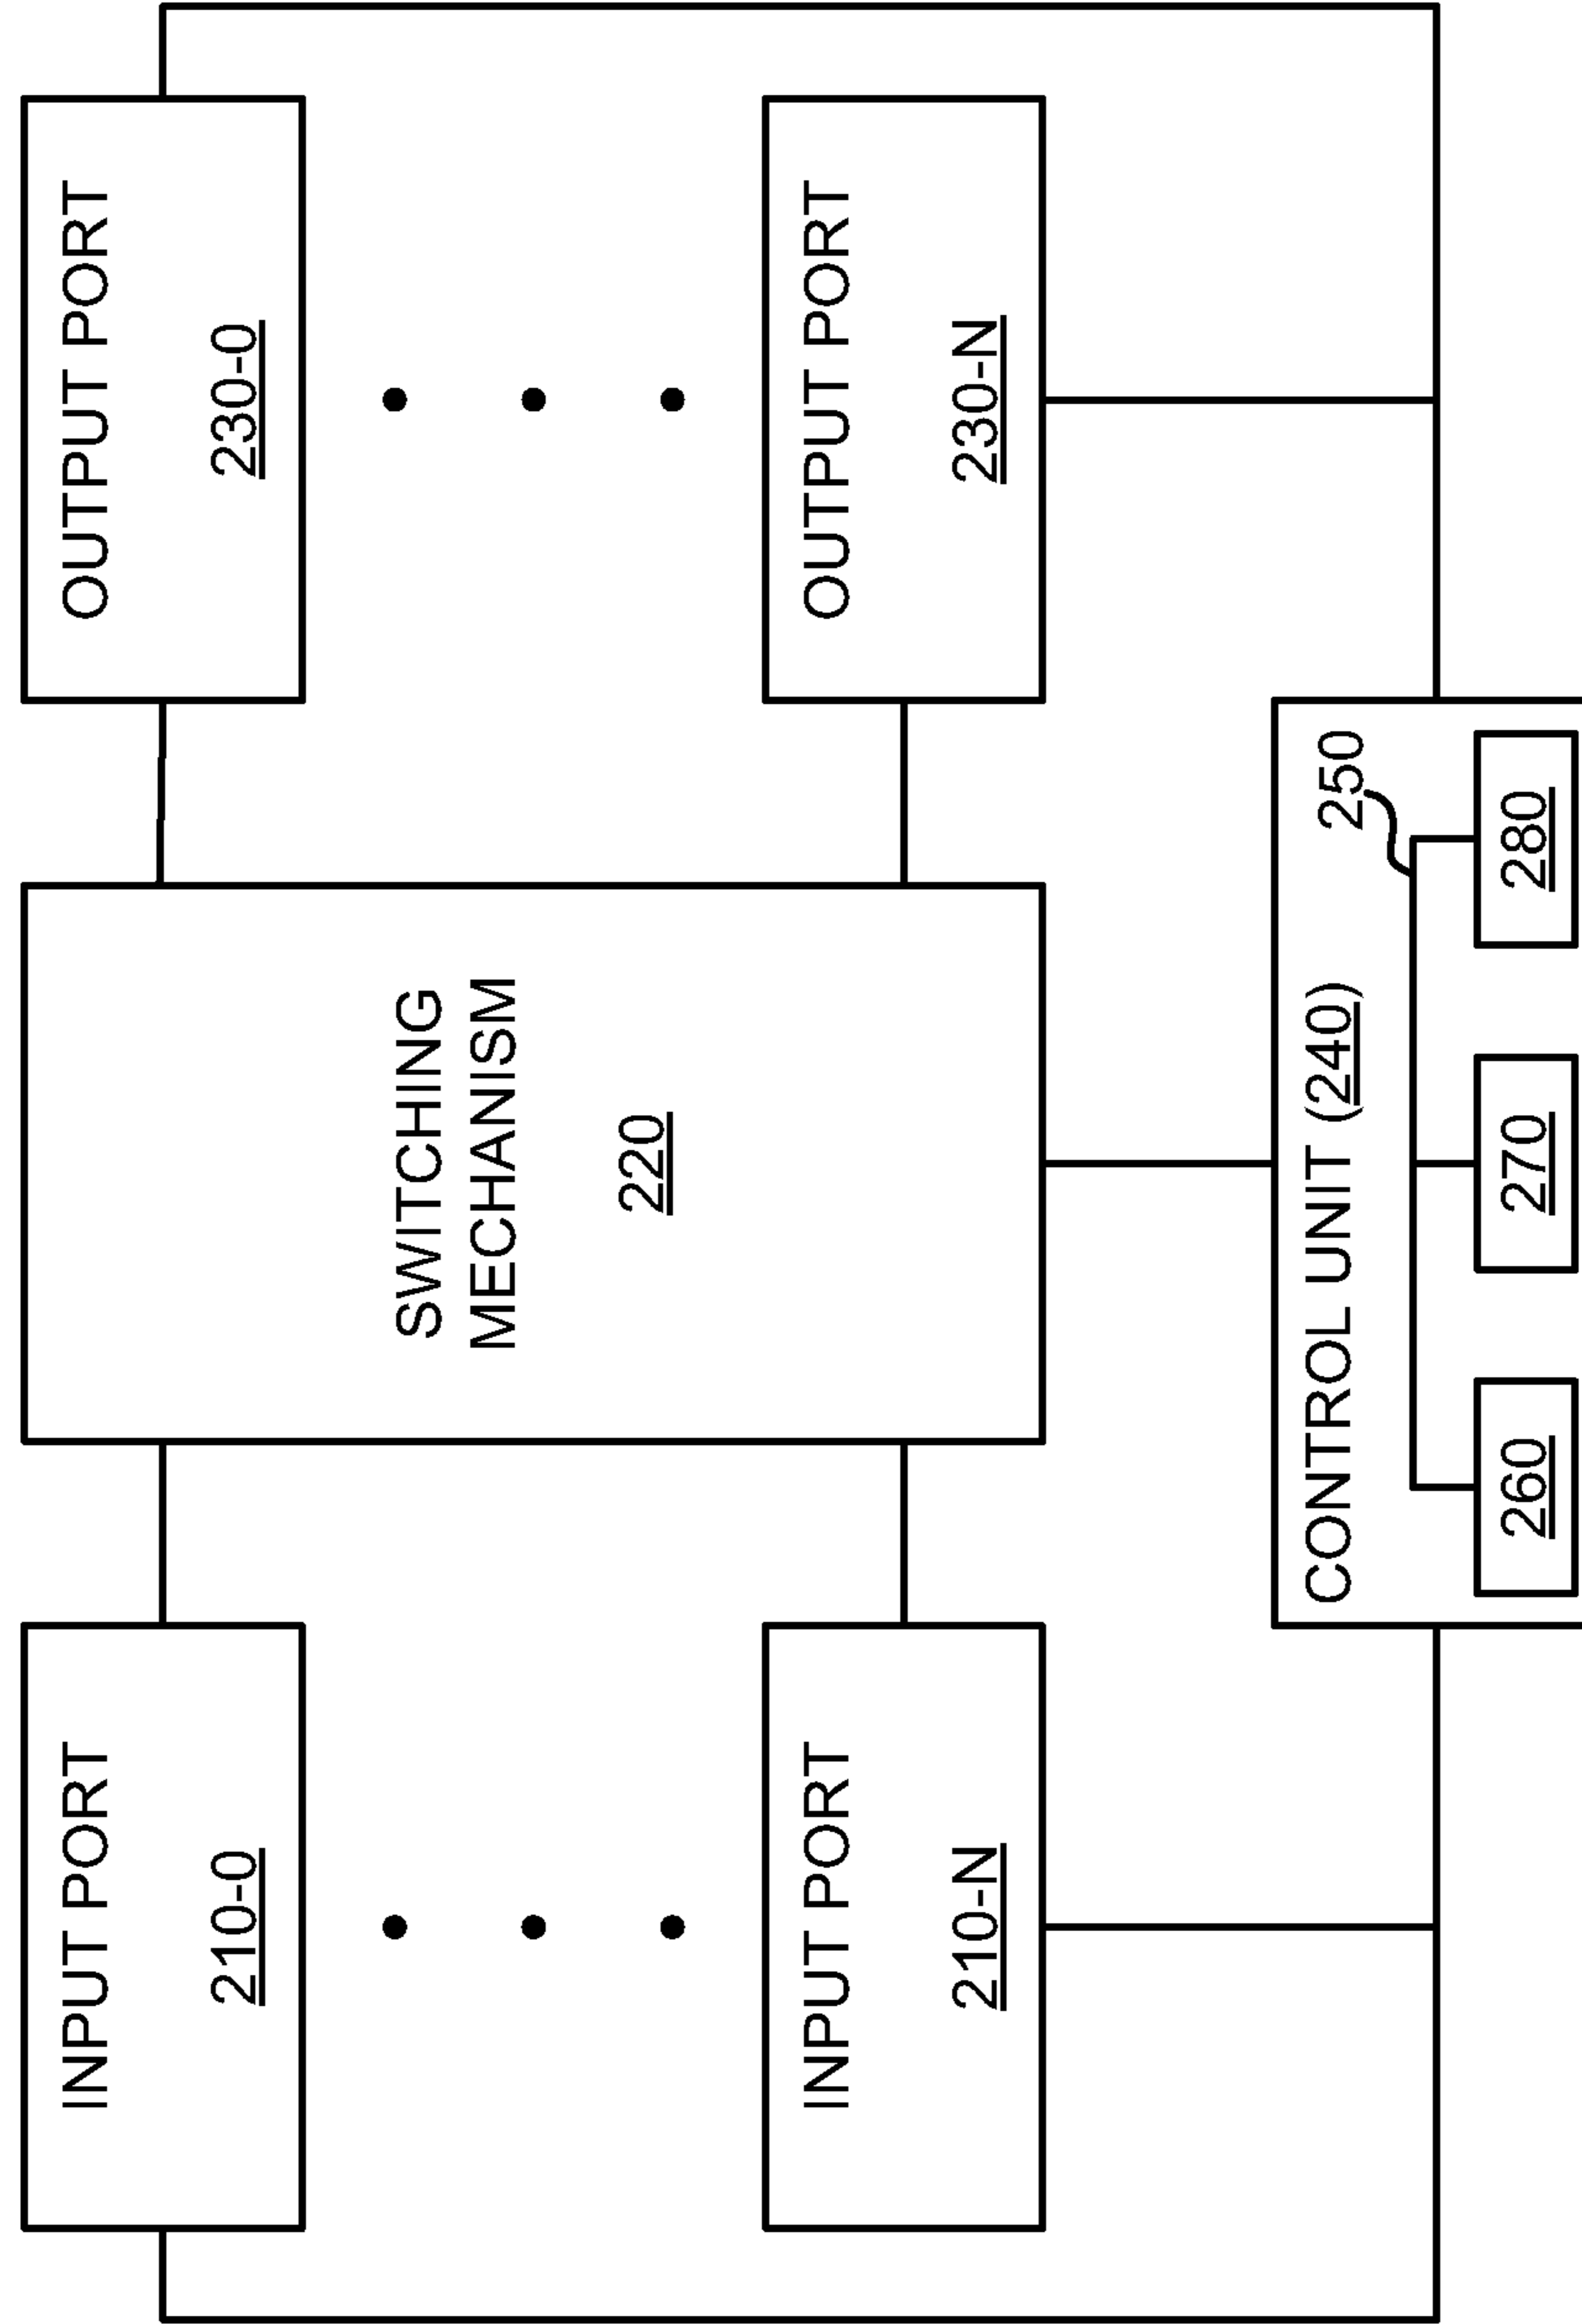 INPUT PORT
210-0
INPUT PORT
210-N
SWITCHING
MECHANISM
220
OUTPUT PORT
230-0
OUTPUT PORT
230-N
CONTROL UNIT (240)
250
260
270
280